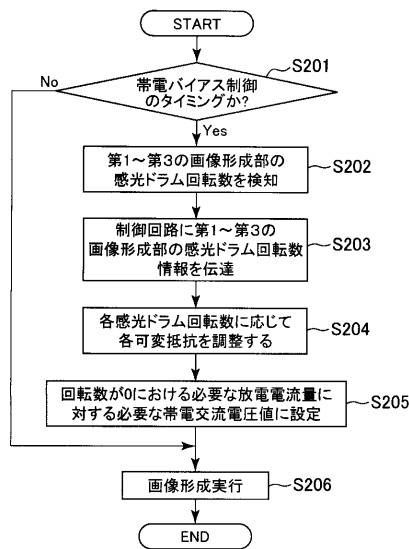 START
帯電バイアス制御
のタイミングか?
S201
No
Yes
第1～第3の画像形成部の
感光ドラム回転数を検知
S202
制御回路に第1～第3の
画像形成部の感光ドラム回転数
情報を伝達
S203
各感光ドラム回転数に応じて
各可変抵抗を調整する
S204
回転数が0における必要な放電電流量に
対する必要な帯電交流電圧値に設定
S205
画像形成実行
S206
END